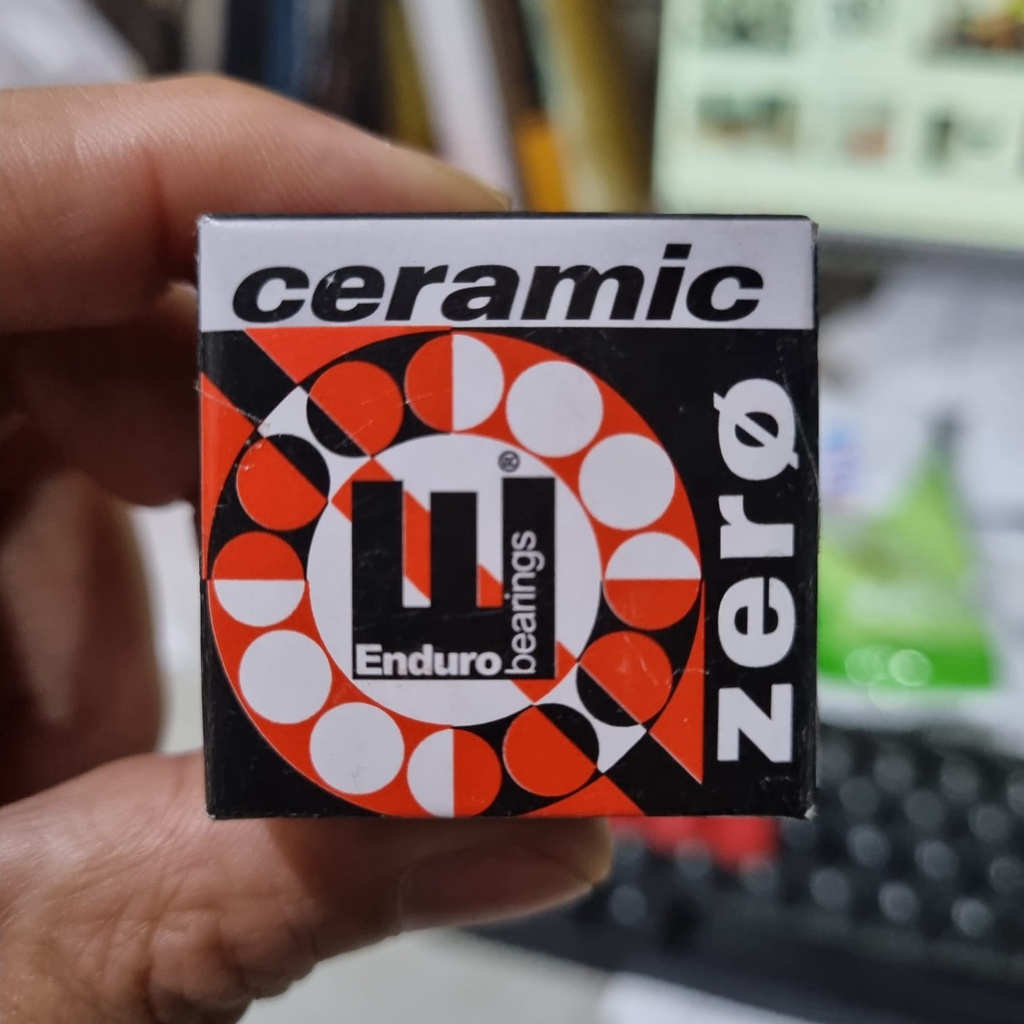 ceramic
zerø
®
Enduro
bearings